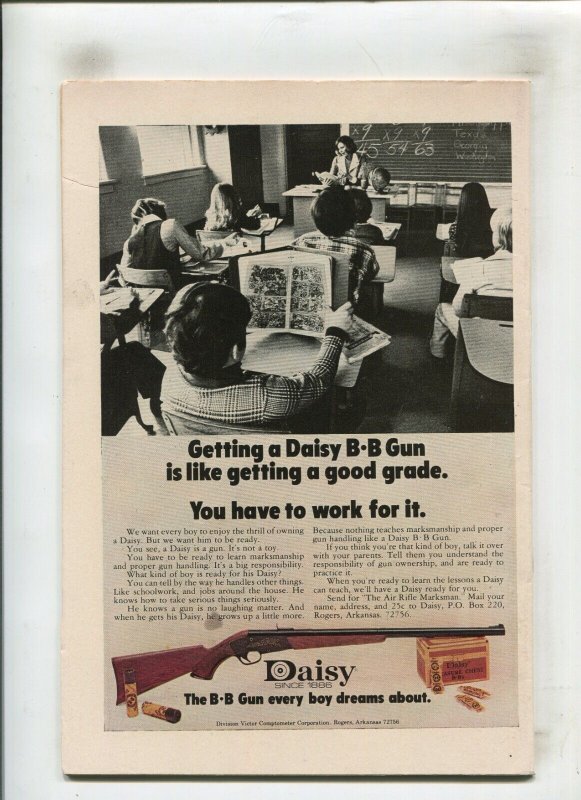 x9 x9 x9
45 54 63
Texas
Georgia
Getting a Daisy B•B Gun
is like getting a good grade.
You have to work for it.
We want every boy to enjoy the thrill of owning
a Daisy. But we want him to be ready.
You see, a Daisy is a gun. It's not a toy.
You have to be ready to learn marksmanship
and proper gun handling. It's a big responsibility.
What kind of boy is ready for his Daisy?
You can tell by the way he handles other things.
Like schoolwork, and jobs around the house. He
knows how to take serious things seriously.
He knows a gun is no laughing matter. And
when he gets his Daisy, he grows up a little more.
Because nothing teaches marksmanship and proper
gun handling like a Daisy B•B Gun.
If you think you're that kind of boy, talk it over
with your parents. Tell them you understand the
responsibility of gun ownership, and are ready to
practice it.
When you're ready to learn the lessons a Daisy
can teach, we'll have a Daisy ready for you.
Send for "The Air Rifle Marksman. Mail your
name, address, and 25¢ to Daisy, P.O. Box 220,
Rogers, Arkansas. 72756.
Daisy
SINCE 1886
Daisy
The B•B Gun every boy dreams about.
Division Victor Comptometer Corporation. Rogers, Arkansas 72756